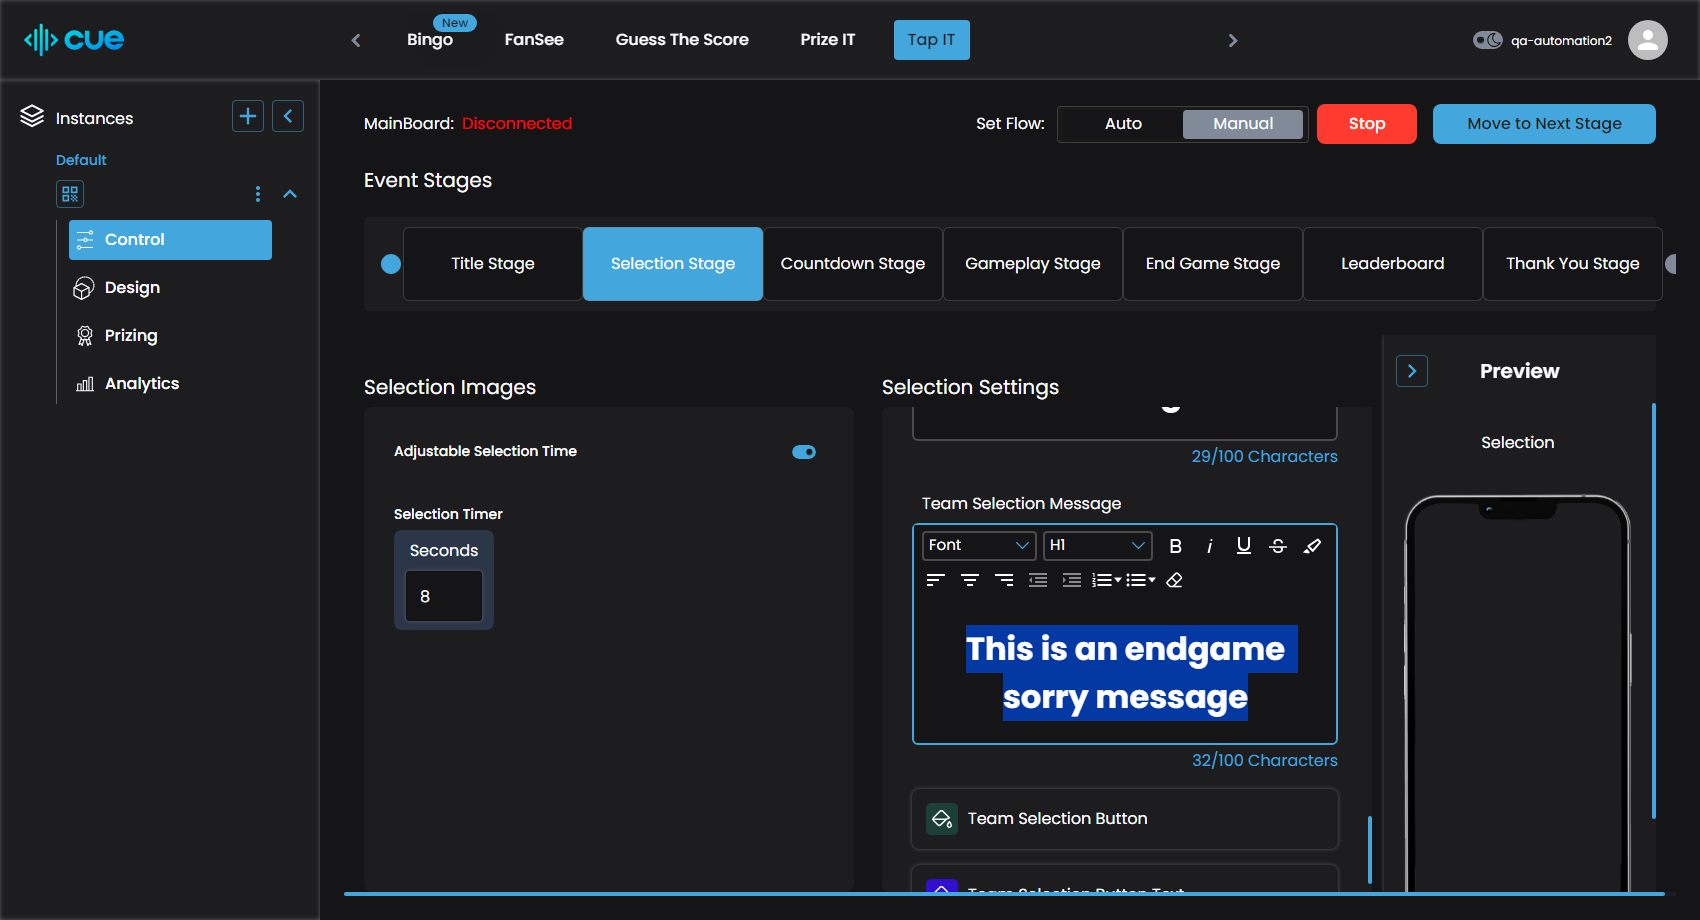 cue
New
Bingo
FanSee
Guess The Score
Prize IT
Tap IT
qa-automation2
Instances
Default
Control
Design
Prizing
Analytics
MainBoard: Disconnected
Set Flow:
Auto
Manual
Stop
Move to Next Stage
Event Stages
Title Stage
Selection Stage
Countdown Stage
Gameplay Stage
End Game Stage
Leaderboard
Thank You Stage
Selection Images
Adjustable Selection Time
Selection Timer
Seconds
8
Selection Settings
29/100 Characters
Team Selection Message
Font
H1
B
i
U
S
This is an endgame
sorry message
32/100 Characters
Team Selection Button
Team Selection Button Text
Preview
Selection